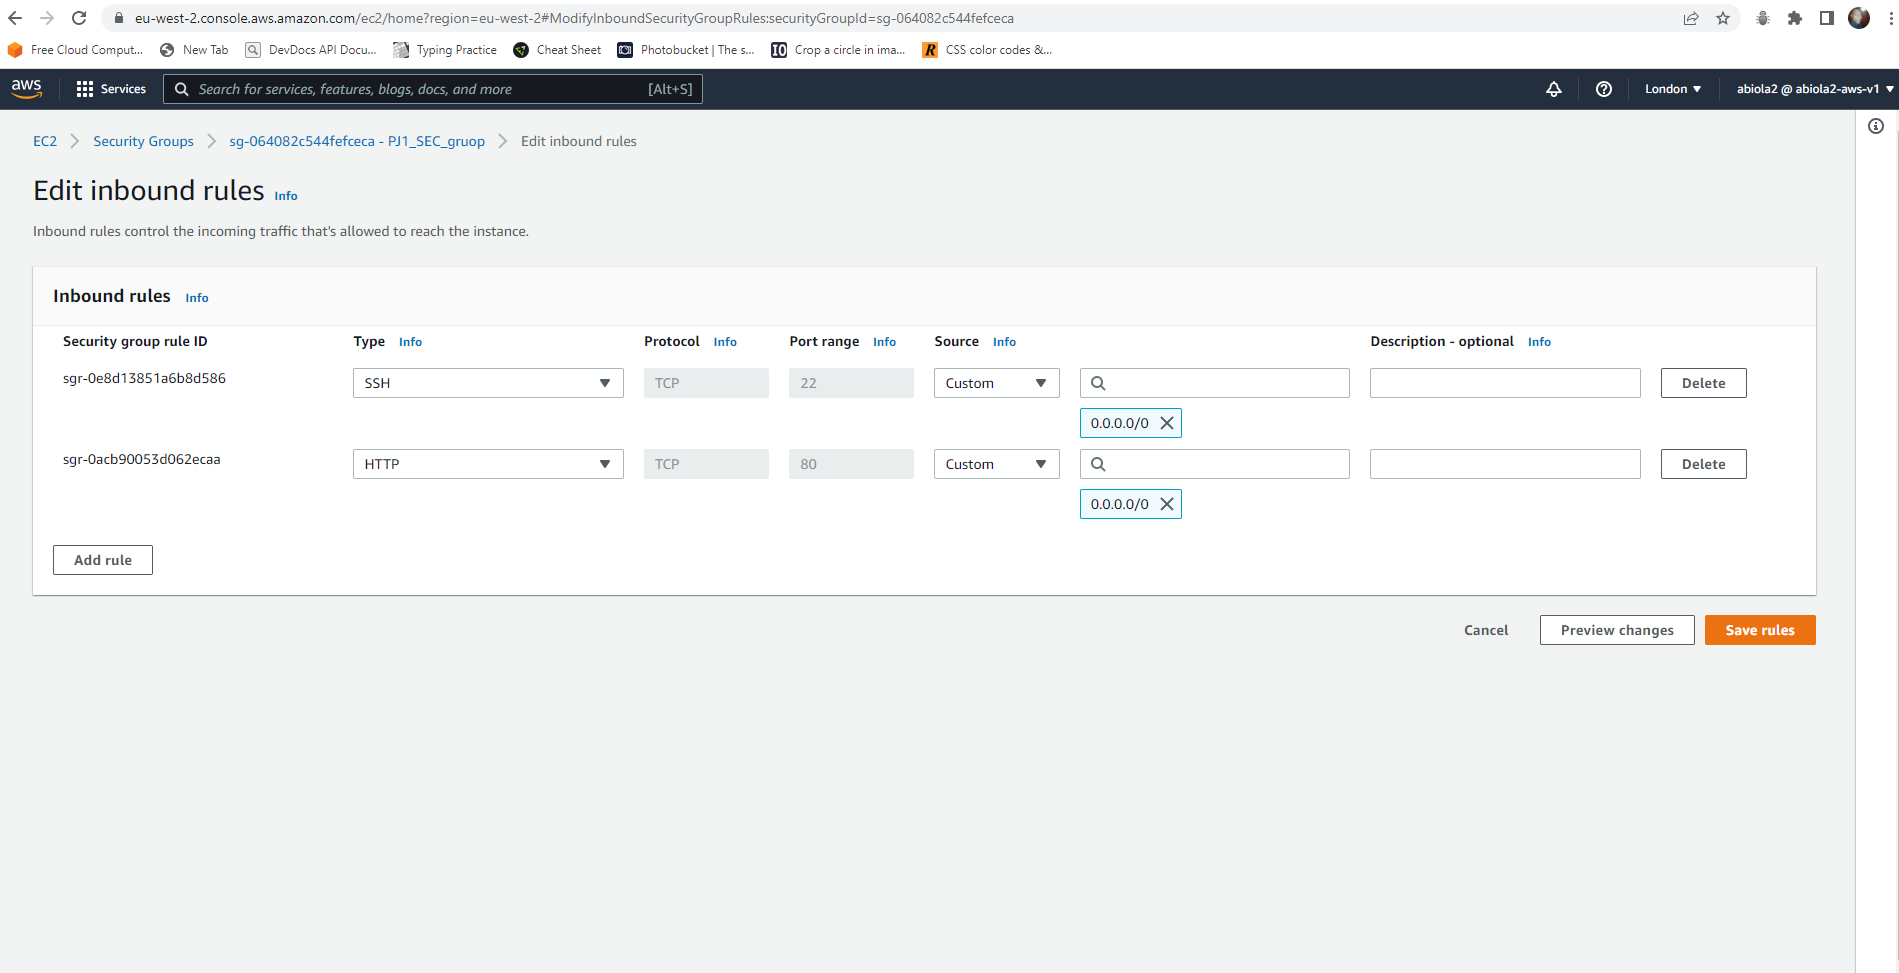 eu-west-2.console.aws.amazon.com/ec2/home?region=eu-west-2#ModifyInboundSecurityGroupRules:securityGroupId=sg-064082c544fefceca
Free Cloud Comput... New Tab DevDocs API Docu... Typing Practice Cheat Sheet Photobucket | The s... IO Crop a circle in ima... R CSS color codes &...
aws Services Search for services, features, blogs, docs, and more [Alt+S] London abiola2 @ abiola2-aws-v1
EC2 Security Groups sg-064082c544fefceca - PJ1_SEC_gruop Edit inbound rules
Edit inbound rules Info
Inbound rules control the incoming traffic that's allowed to reach the instance.
Inbound rules Info
Security group rule ID Type Info Protocol Info Port range Info Source Info Description - optional Info
sgr-0e8d13851a6b8d586 SSH TCP 22 Custom Delete
0.0.0.0/0
sgr-0acb90053d062ecaa HTTP TCP 80 Custom Delete
0.0.0.0/0
Add rule
Cancel Preview changes Save rules